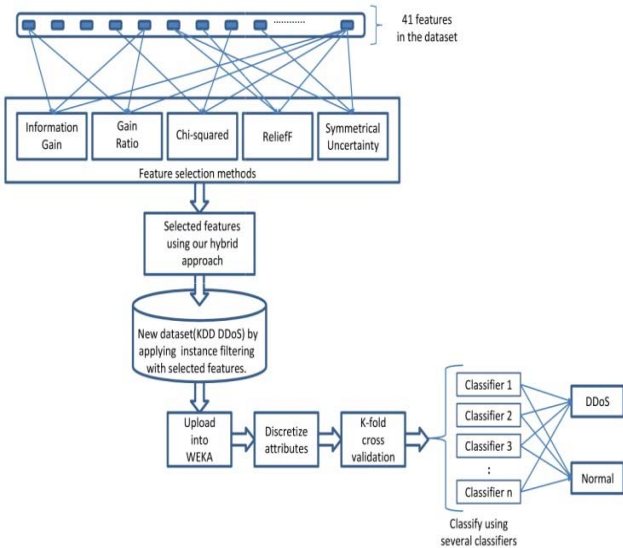 41 features
in the dataset
............
Information
Gain
Gain
Ratio
Chi-squared
ReliefF
Symmetrical
Uncertainty
Feature selection methods
Selected features
using our hybrid
approach
New dataset(KDD DDoS) by
applying instance filtering
with selected features.
Upload
into
WEKA
Discretize
attributes
K-fold
cross
validation
Classifier 1
Classifier 2
Classifier 3
:
Classifier n
DDoS
Normal
Classify using
several classifiers